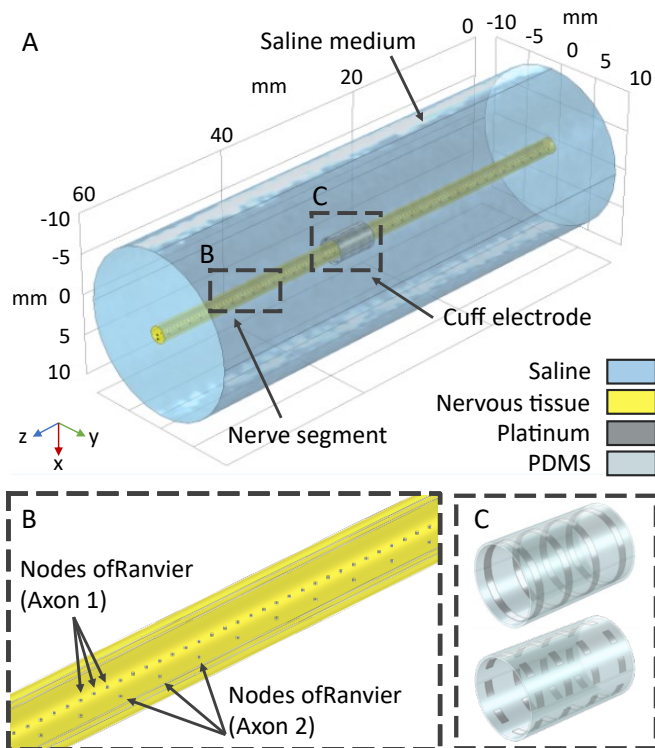 A
Saline medium
mm
0
-10
-5
0
5
10
mm
20
40
60
-10
-5
0
5
10
mm
B
C
Cuff electrode
Nerve segment
z
y
x
Saline
Nervous tissue
Platinum
PDMS
B
Nodes ofRanvier
(Axon 1)
Nodes ofRanvier
(Axon 2)
C